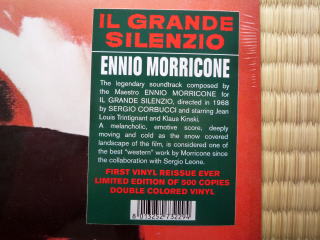 IL GRANDE
SILENZIO
ENNIO MORRICONE
The legendary soundtrack composed by
the Maestro ENNIO MORRICONE for
IL GRANDE SILENZIO, directed in 1968
by SERGIO CORBUCCI and starring Jean
Louis Trintignant and Klaus Kinski.
A melancholic, emotive score, deeply
moving and cold as the snow covered
landscape of the film, is considered one of
the best "western" work by Morricone since
the collaboration with Sergio Leone.
FIRST VINYL REISSUE EVER
LIMITED EDITION OF 500 COPIES
DOUBLE COLORED VINYL